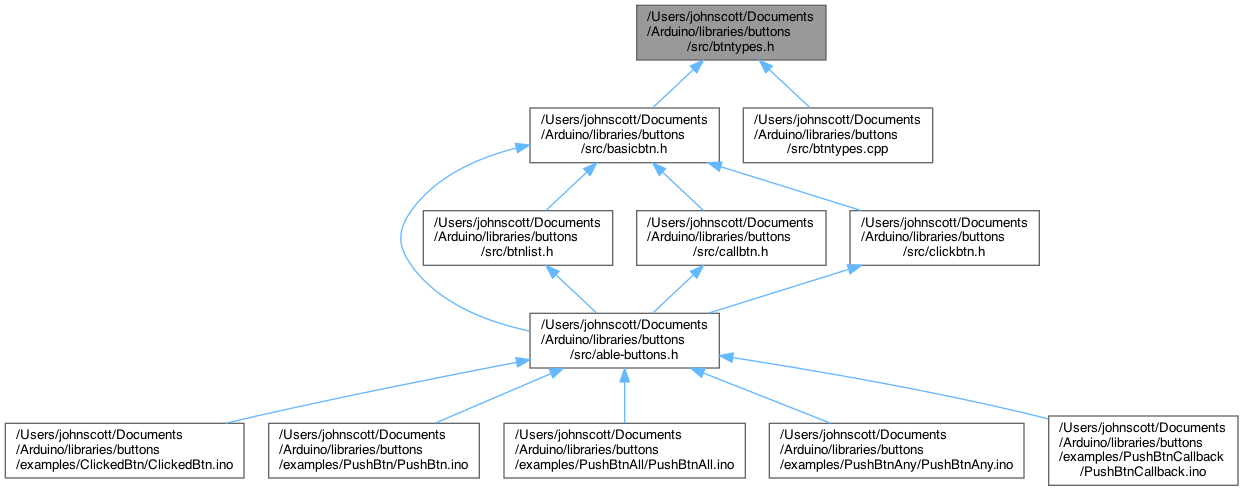 /Users/johnscott/Documents
/Arduino/libraries/buttons
/src/btntypes.h
/Users/johnscott/Documents
/Arduino/libraries/buttons
/src/basicbtn.h
/Users/johnscott/Documents
/Arduino/libraries/buttons
/src/btntypes.cpp
/Users/johnscott/Documents
/Arduino/libraries/buttons
/src/btnlist.h
/Users/johnscott/Documents
/Arduino/libraries/buttons
/src/callbtn.h
/Users/johnscott/Documents
/Arduino/libraries/buttons
/src/clickbtn.h
/Users/johnscott/Documents
/Arduino/libraries/buttons
/src/able-buttons.h
/Users/johnscott/Documents
/Arduino/libraries/buttons
/examples/ClickedBtn/ClickedBtn.ino
/Users/johnscott/Documents
/Arduino/libraries/buttons
/examples/PushBtn/PushBtn.ino
/Users/johnscott/Documents
/Arduino/libraries/buttons
/examples/PushBtnAll/PushBtnAll.ino
/Users/johnscott/Documents
/Arduino/libraries/buttons
/examples/PushBtnAny/PushBtnAny.ino
/Users/johnscott/Documents
/Arduino/libraries/buttons
/examples/PushBtnCallback
/PushBtnCallback.ino